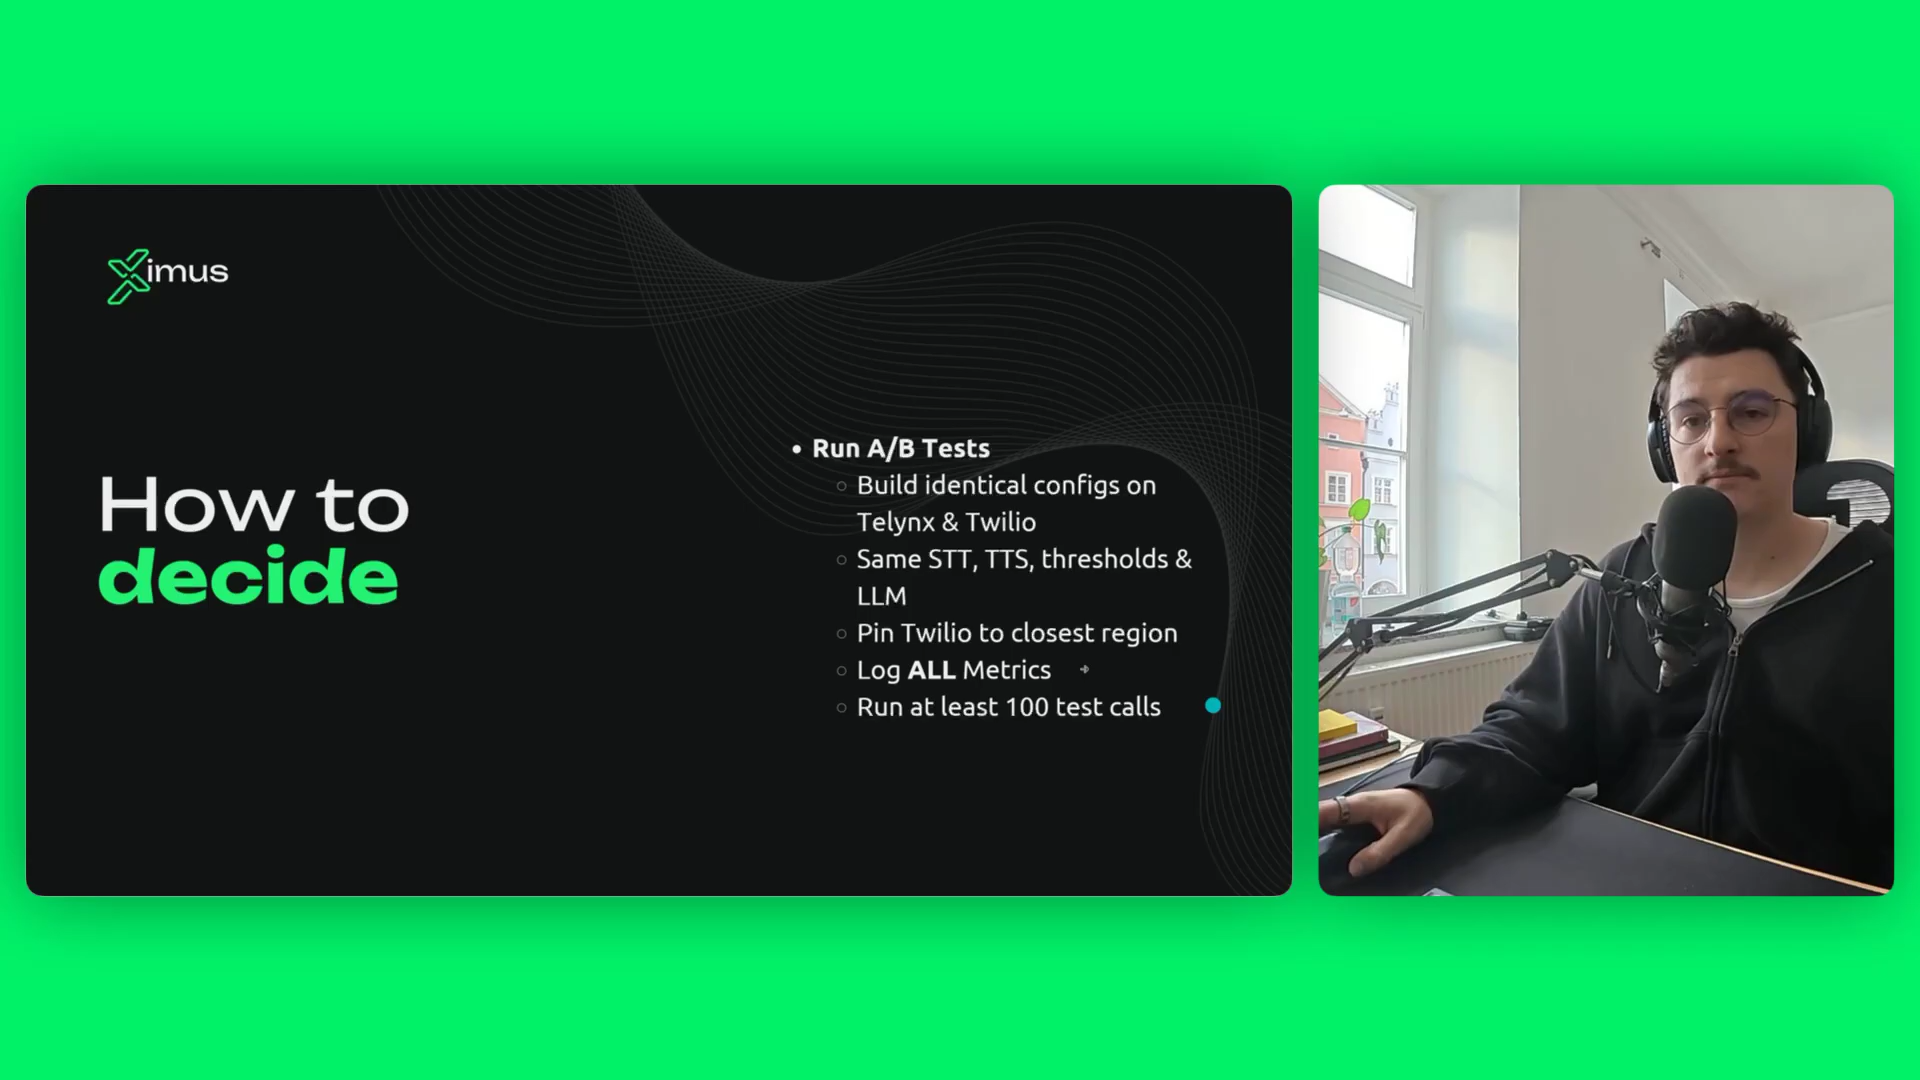 Ximus
How to
decide
• Run A/B Tests
○ Build identical configs on
Telynx & Twilio
○ Same STT, TTS, thresholds &
LLM
○ Pin Twilio to closest region
○ Log ALL Metrics
○ Run at least 100 test calls